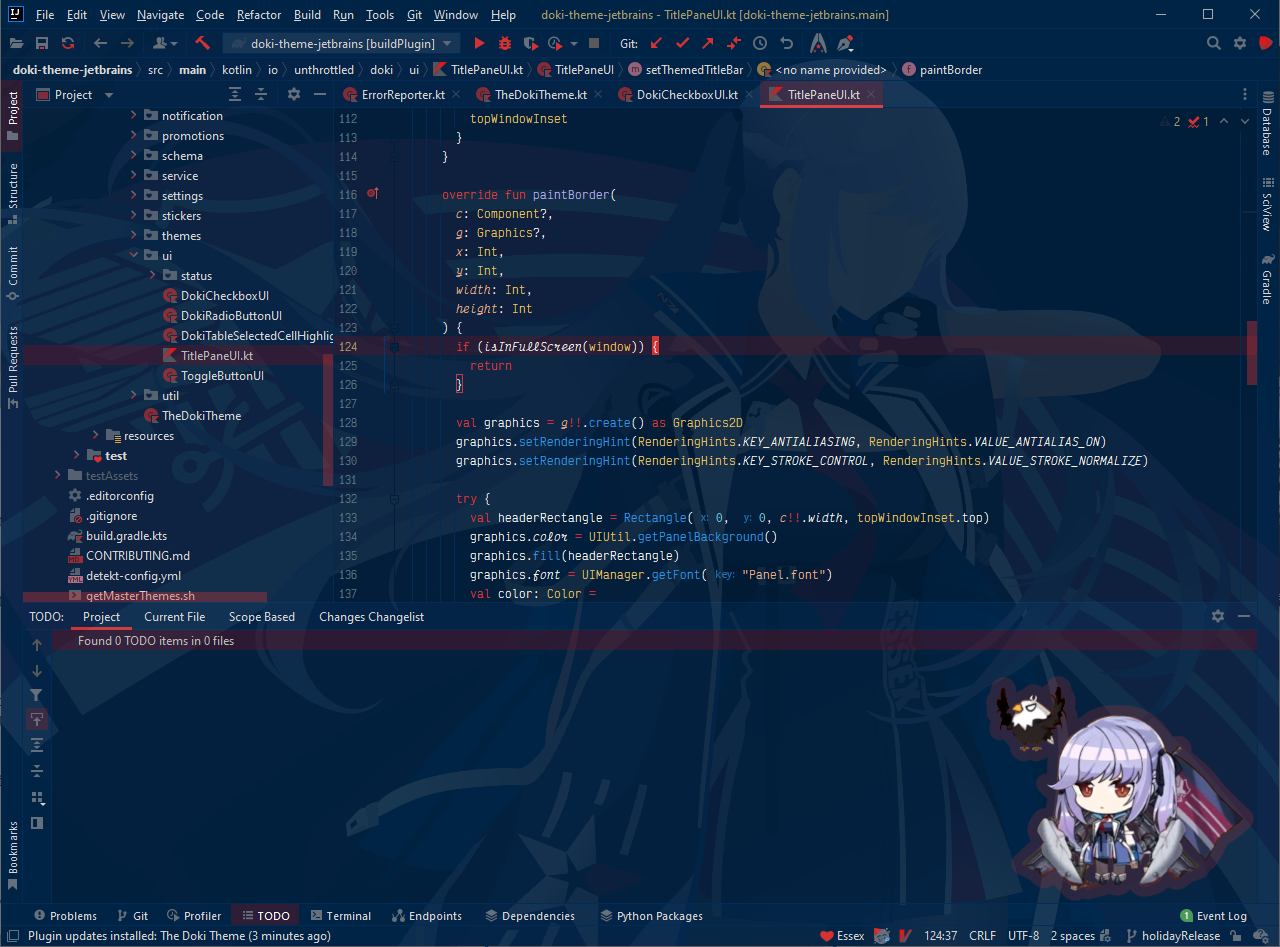 File Edit View Navigate Code Refactor Build Run Tools Git Window Help doki-theme-jetbrains - TitlePaneUI.kt [doki-theme-jetbrains.main]
doki-theme-jetbrains [buildPlugin] Git:
doki-theme-jetbrains src main kotlin io unthrottled doki ui TitlePaneUI.kt TitlePaneUI setThemedTitleBar <no name provided> paintBorder
Project
ErrorReporter.kt TheDokiTheme.kt DokiCheckboxUI.kt TitlePaneUI.kt
Project
Structure
Commit
Pull Requests
Bookmarks
notification
promotions
schema
service
settings
stickers
themes
ui
status
DokiCheckboxUI
DokiRadioButtonUI
DokiTableSelectedCellHighlig
TitlePaneUI.kt
ToggleButtonUI
util
TheDokiTheme
resources
test
testAssets
.editorconfig
.gitignore
build.gradle.kts
CONTRIBUTING.md
detekt-config.yml
getMasterThemes.sh
2 1
112 topWindowInset
113 }
114 }
115
116 override fun paintBorder(
117 c: Component?,
118 g: Graphics?,
119 x: Int,
120 y: Int,
121 width: Int,
122 height: Int
123 ) {
124 if (isInFullScreen(window)) {
125 return
126 }
127
128 val graphics = g!!.create() as Graphics2D
129 graphics.setRenderingHint(RenderingHints.KEY_ANTIALIASING, RenderingHints.VALUE_ANTIALIAS_ON)
130 graphics.setRenderingHint(RenderingHints.KEY_STROKE_CONTROL, RenderingHints.VALUE_STROKE_NORMALIZE)
131
132 try {
133 val headerRectangle = Rectangle( x: 0, y: 0, c!!.width, topWindowInset.top)
134 graphics.color = UIUtil.getPanelBackground()
135 graphics.fill(headerRectangle)
136 graphics.font = UIManager.getFont( key: "Panel.font")
137 val color: Color =
Database
SciView
Gradle
TODO: Project Current File Scope Based Changes Changelist
Found 0 TODO items in 0 files
ESSEX
Problems Git Profiler TODO Terminal Endpoints Dependencies Python Packages 1 Event Log
Plugin updates installed: The Doki Theme (3 minutes ago) Essex 124:37 CRLF UTF-8 2 spaces holidayRelease